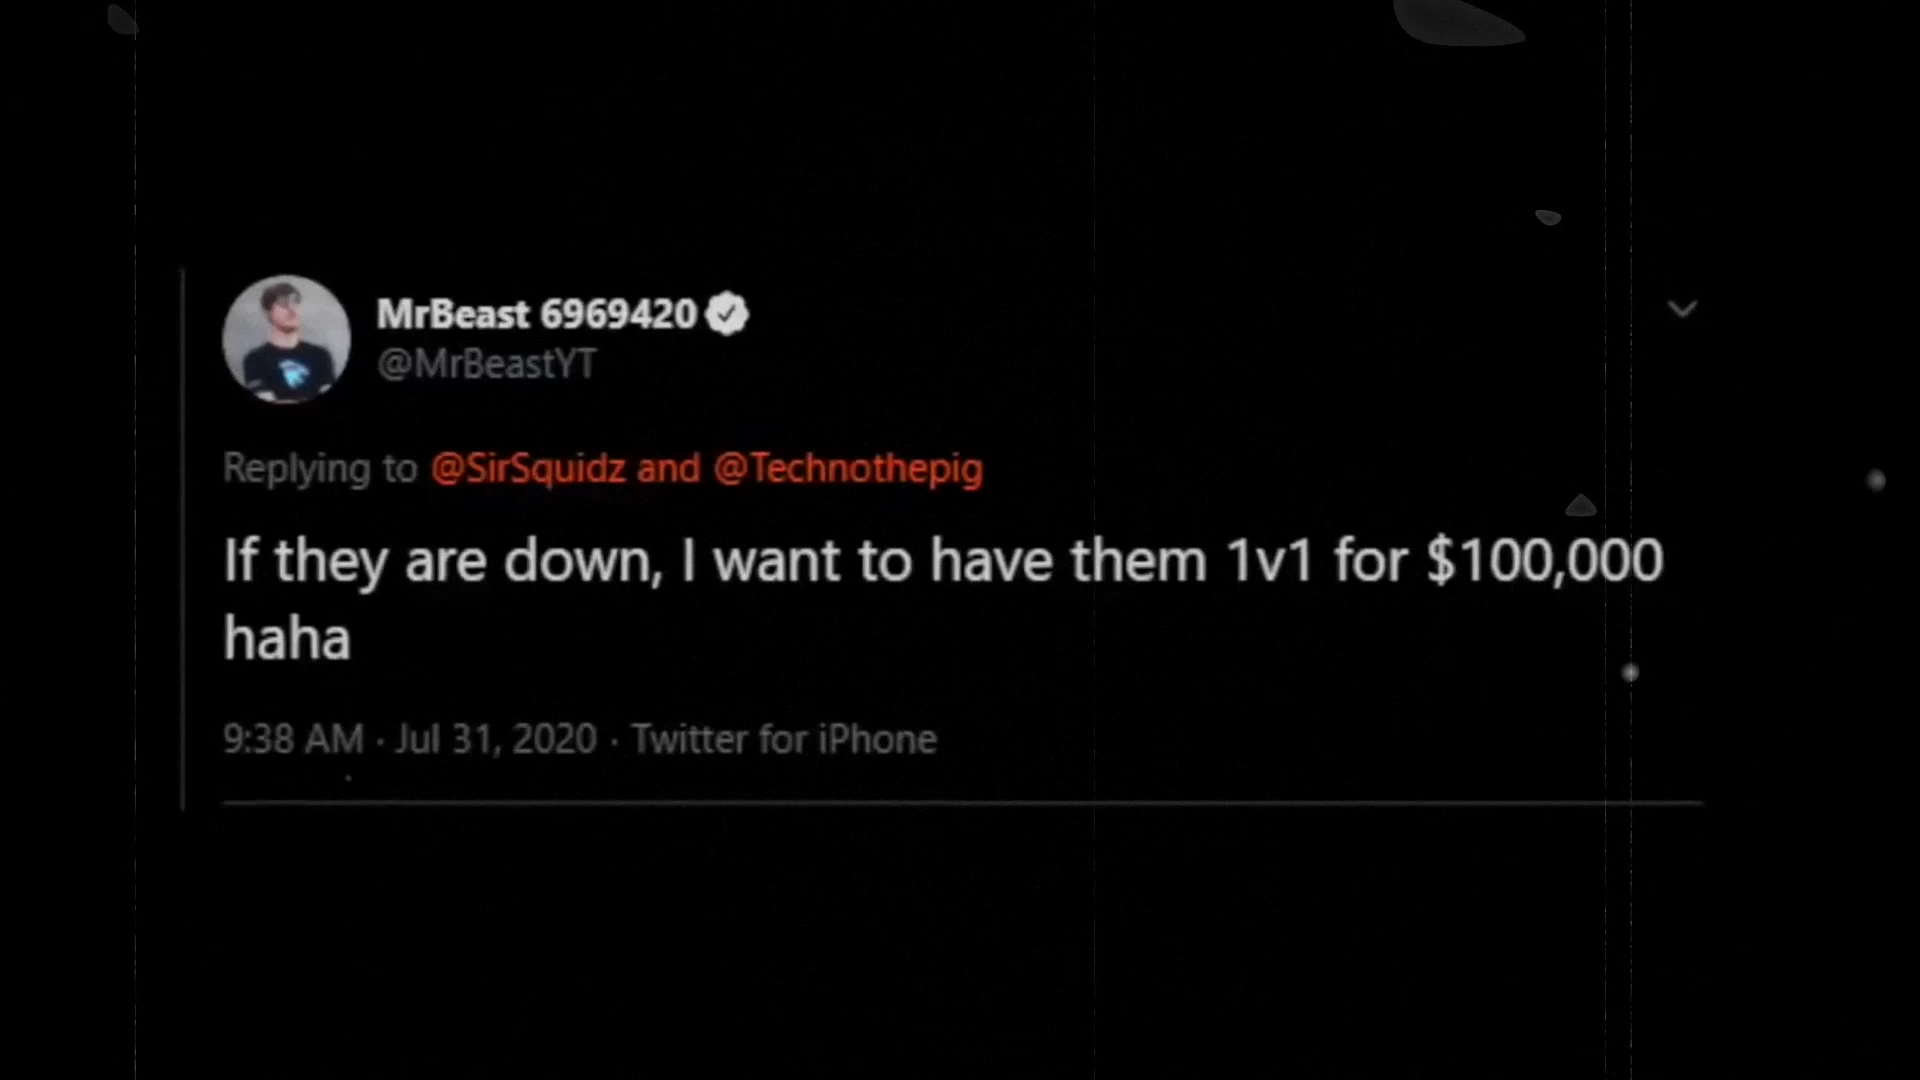 MrBeast 6969420
@MrBeastYT
Replying to @SirSquidz and @Technothepig
If they are down, I want to have them 1v1 for $100,000
haha
9:38 AM · Jul 31, 2020 · Twitter for iPhone